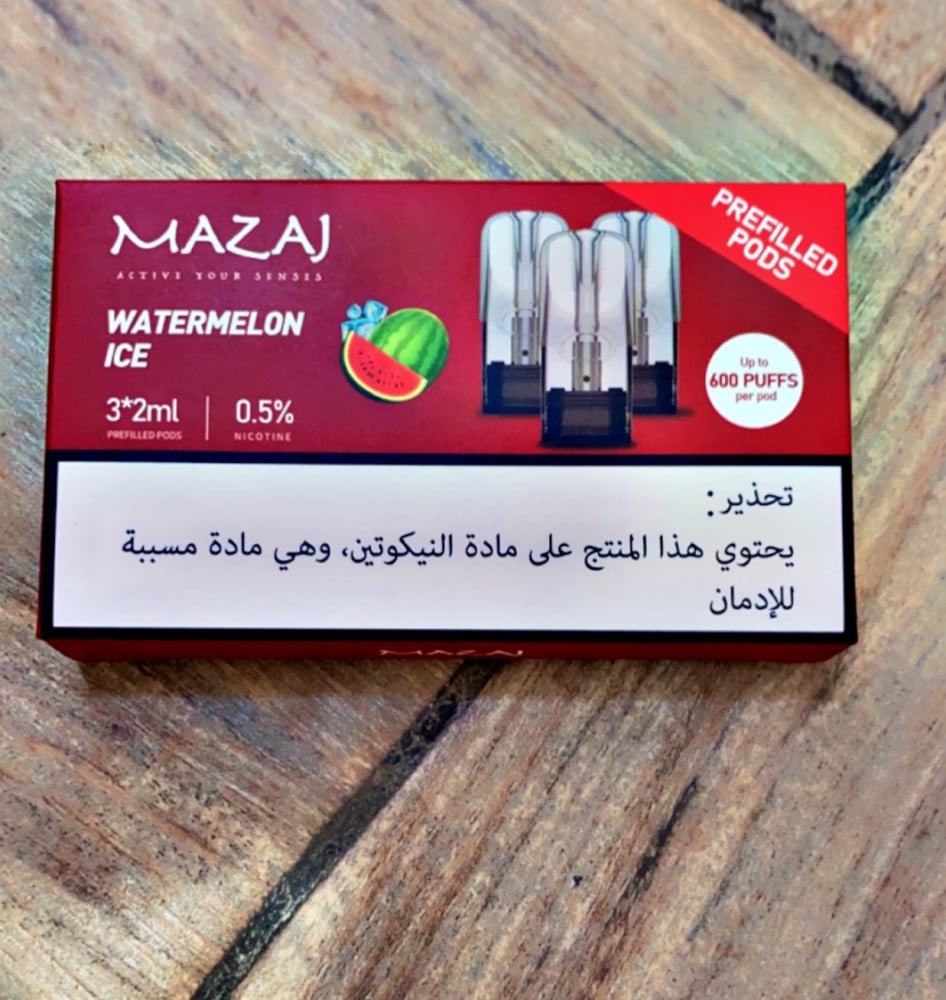 MAZAJ
ACTIVE YOUR SENSES
WATERMELON
ICE
3*2ml
PREFILLED PODS
0.5%
NICOTINE
PREFILLED
PODS
Up to
600 PUFFS
per pod
تحذير:
يحتوي هذا المنتج على مادة النيكوتين، وهي مادة مسببة
للإدمان
MAZAJ